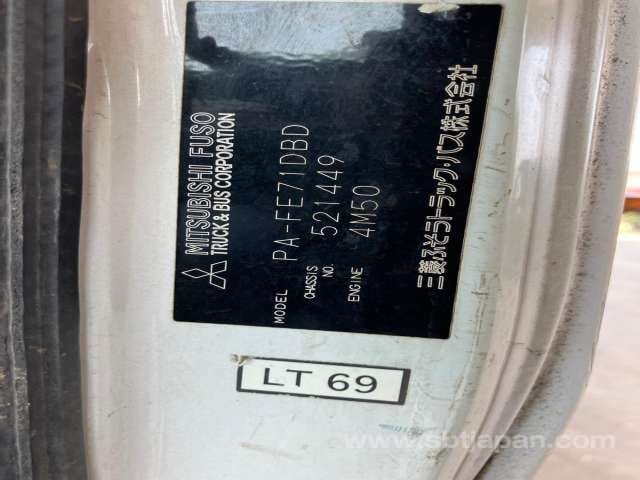 MITSUBISHI FUSO
TRUCK & BUS CORPORATION
MODEL PA-FE71DBD
CHASSIS NO. 521449
ENGINE 4M50
三菱ふそうトラック・バス株式会社
LT 69
www.sbtjapan.com